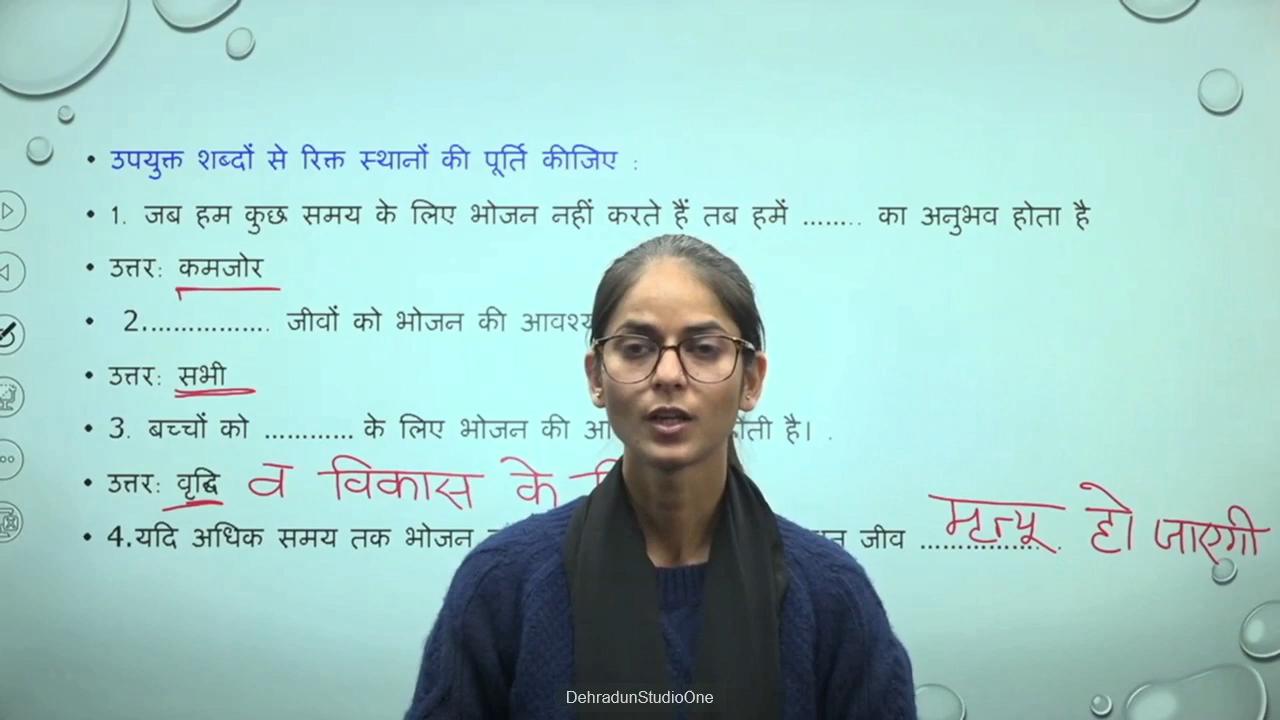 • उपयुक्त शब्दों से रिक्त स्थानों की पूर्ति कीजिए :
• 1. जब हम कुछ समय के लिए भोजन नहीं करते हैं तब हमें ........ का अनुभव होता है
• उत्तर: कमजोर
• 2................. जीवों को भोजन की
• उत्तर: सभी
• 3. बच्चों को ............ के लिए भोजन की होती है। .
• उत्तर: वृद्धि व विकास के
• 4.यदि अधिक समय तक भोजन जीव ................ मृत्यू हो जाएगी
DehradunStudioOne